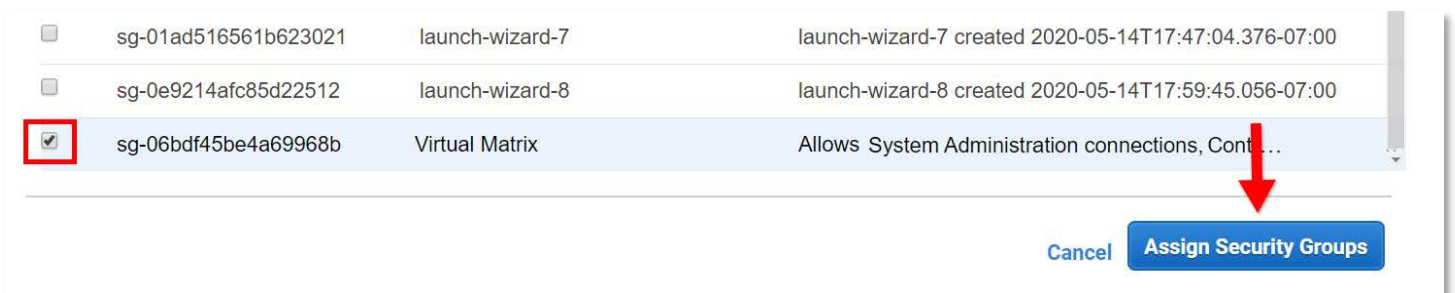 sg-01ad516561b623021 launch-wizard-7 launch-wizard-7 created 2020-05-14T17:47:04.376-07:00
sg-0e9214afc85d22512 launch-wizard-8 launch-wizard-8 created 2020-05-14T17:59:45.056-07:00
sg-06bdf45be4a69968b Virtual Matrix Allows System Administration connections, Cont…
Cancel Assign Security Groups